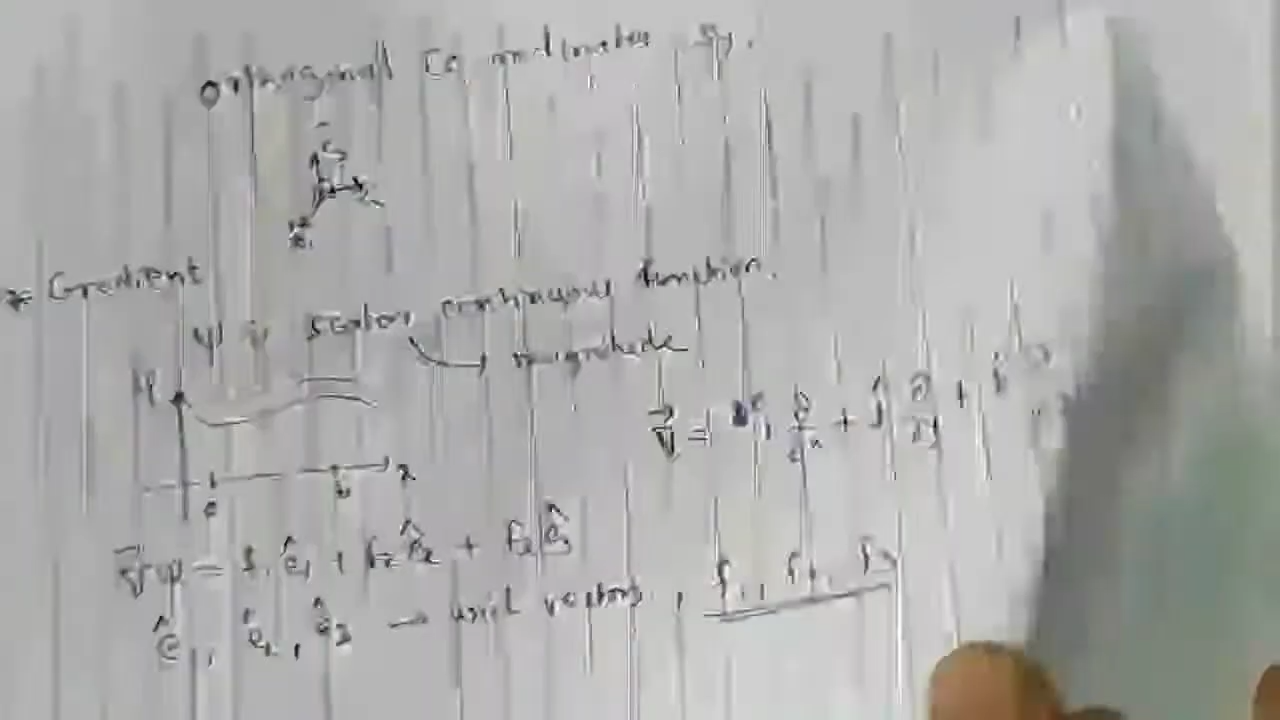 orthogonal Co ordinates
* Gradient
ψ is scalar continuous function.
magnitude
ψ
a b x
∇ = ∂ + ĵ ∂/∂y +
∇ψ = f₁ ê₁ + f₂ ê₂ + f₃ ê₃
ê₁, ê₂, ê₃ → unit vectors, f₁, f₂, f₃